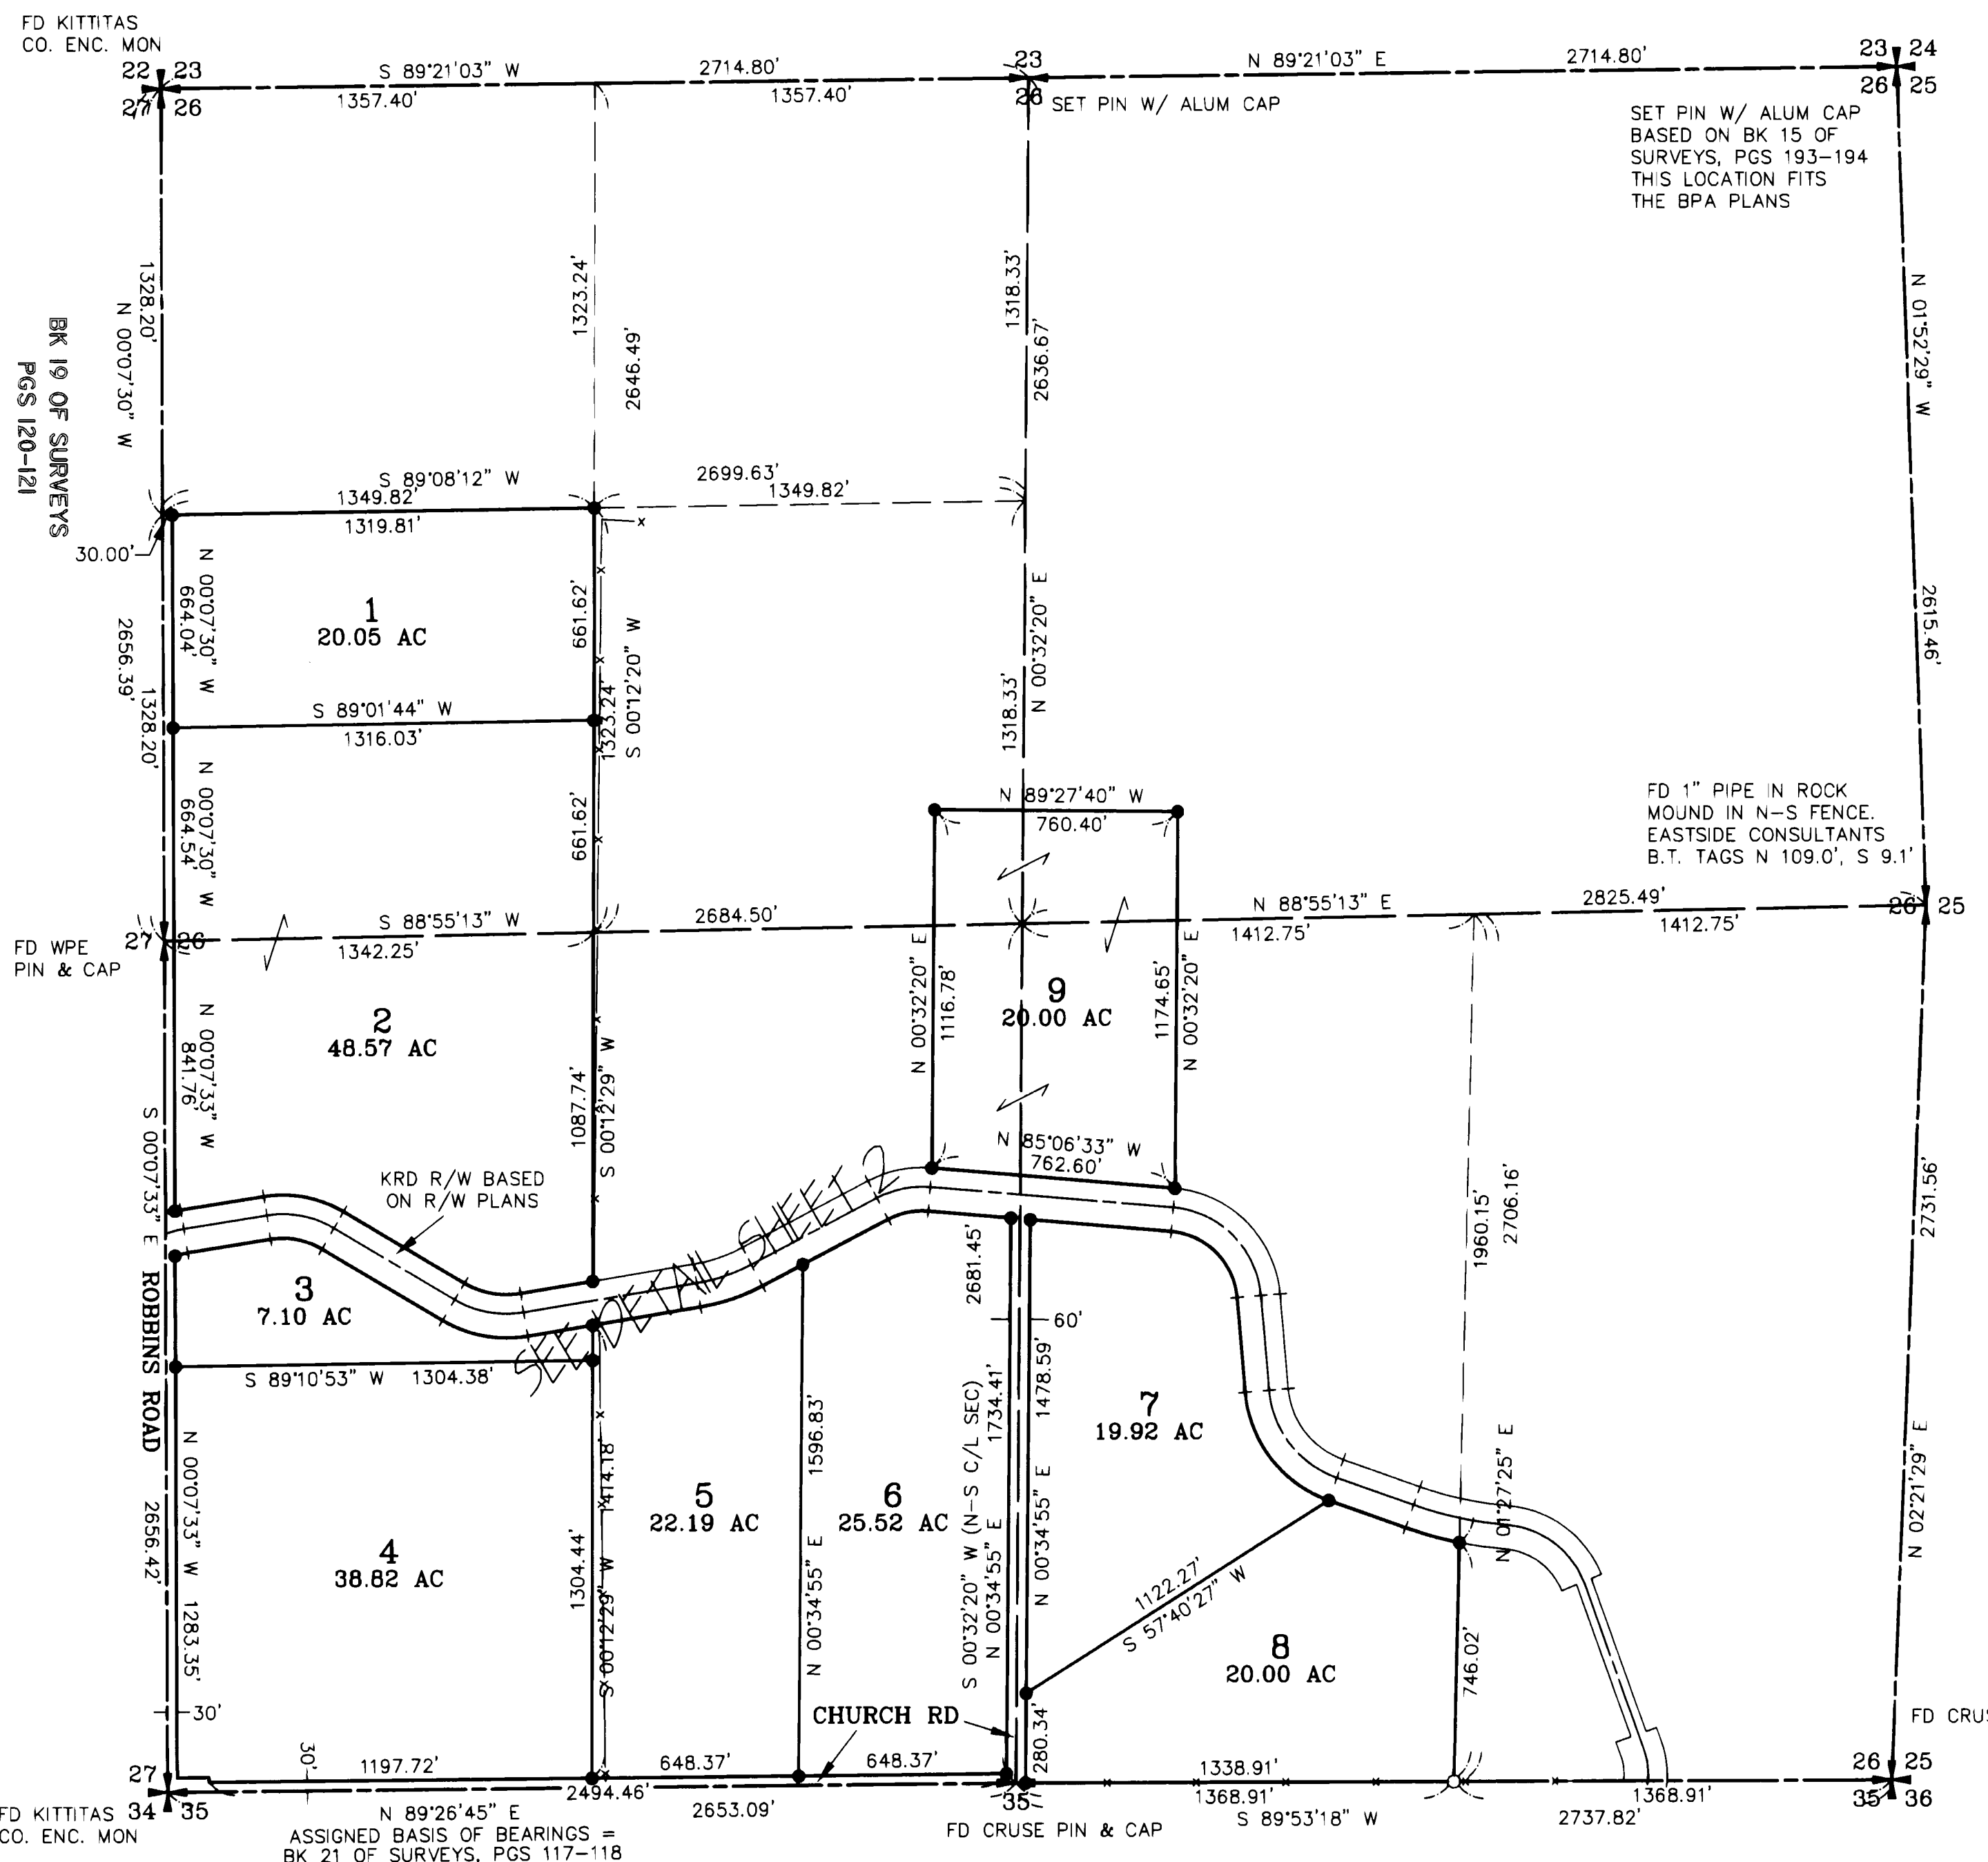 FD KITTITAS
CO. ENC. MON
22 23
27 26
S 89°21'03" W
2714.80'
1357.40'
1357.40'
23
26
SET PIN W/ ALUM CAP
N 89°21'03" E
2714.80'
23 24
26 25
SET PIN W/ ALUM CAP
BASED ON BK 15 OF
SURVEYS, PGS 193-194
THIS LOCATION FITS
THE BPA PLANS
BK 19 OF SURVEYS
PGS 120-121
1328.20'
N 00°07'30" W
1323.24'
2646.49'
1318.33'
2636.67'
N 01°52'29" W
2615.46'
S 89°08'12" W
1349.82'
1319.81'
2699.63'
1349.82'
30.00'
N 00°07'30" W
664.04'
1
20.05 AC
661.62'
1323.24'
S 00°12'20" W
N 00°32'20" E
1318.33'
2656.39'
1328.20'
S 89°01'44" W
1316.03'
N 00°07'30" W
664.54'
661.62'
N 89°27'40" W
760.40'
FD 1" PIPE IN ROCK
MOUND IN N-S FENCE.
EASTSIDE CONSULTANTS
B.T. TAGS N 109.0', S 9.1'
FD WPE
PIN & CAP
27 26
S 88°55'13" W
1342.25'
2684.50'
N 88°55'13" E
1412.75'
2825.49'
1412.75'
26 25
N 00°07'33" W
841.76'
2
48.57 AC
1087.74'
S 00°12'29" W
N 00°32'20" E
1116.78'
9
20.00 AC
1174.65'
N 00°32'20" E
N 85°06'33" W
762.60'
S 00°07'33" E
KRD R/W BASED
ON R/W PLANS
SEE DETAIL SHEET 2
3
7.10 AC
S 89°10'53" W 1304.38'
ROBBINS ROAD
2656.42'
N 00°07'33" W 1283.35'
4
38.82 AC
1304.44'
1414.18'
S 00°12'29" W
5
22.19 AC
1596.83'
N 00°34'55" E
6
25.52 AC
2681.45'
S 00°32'20" W (N-S C/L SEC)
1734.41'
N 00°34'55" E
60'
1478.59'
N 00°34'55" E
7
19.92 AC
1122.27'
S 57°40'27" W
8
20.00 AC
1960.15'
2706.16'
N 01°27'25" E
746.02'
2731.56'
N 02°21'29" E
FD CRUS
30'
30'
CHURCH RD
280.34'
27
34 35
1197.72'
648.37'
648.37'
2494.46'
35
1338.91'
1368.91'
1368.91'
26 25
35 36
FD KITTITAS
CO. ENC. MON
N 89°26'45" E
2653.09'
ASSIGNED BASIS OF BEARINGS =
BK 21 OF SURVEYS, PGS 117-118
FD CRUSE PIN & CAP
S 89°53'18" W
2737.82'